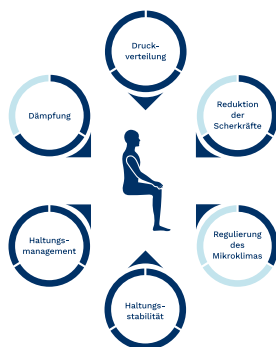 Druck-
verteilung
Dämpfung
Reduktion
der
Scherkräfte
Haltungs-
management
Regulierung
des
Mikroklimas
Haltungs-
stabilität